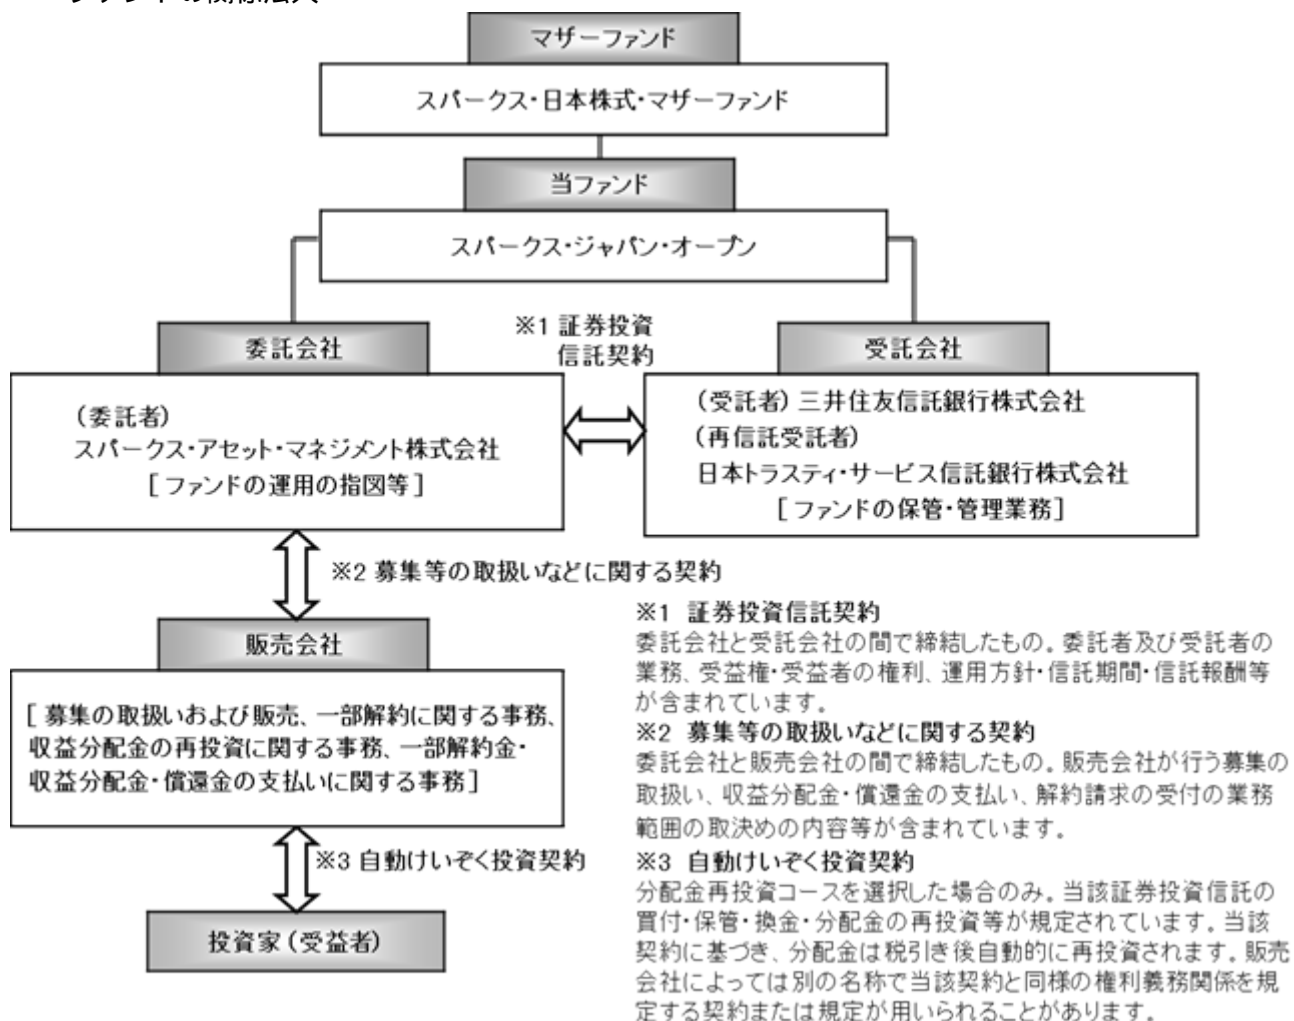 マザーファンド
スパークス・日本株式・マザーファンド
当ファンド
スパークス・ジャパン・オープン
※1 証券投資
信託契約
委託会社
(委託者)
スパークス・アセット・マネジメント株式会社
[ファンドの運用の指図等]
受託会社
(受託者) 三井住友信託銀行株式会社
(再信託受託者)
日本トラスティ・サービス信託銀行株式会社
[ファンドの保管・管理業務]
※2 募集等の取扱いなどに関する契約
販売会社
[募集の取扱いおよび販売、一部解約に関する事務、
収益分配金の再投資に関する事務、一部解約金・
収益分配金・償還金の支払いに関する事務]
※3 自動けいぞく投資契約
投資家(受益者)
※1 証券投資信託契約
委託会社と受託会社の間で締結したもの。委託者及び受託者の
業務、受益権・受益者の権利、運用方針・信託期間・信託報酬等
が含まれています。
※2 募集等の取扱いなどに関する契約
委託会社と販売会社の間で締結したもの。販売会社が行う募集の
取扱い、収益分配金・償還金の支払い、解約請求の受付の業務
範囲の取決めの内容等が含まれています。
※3 自動けいぞく投資契約
分配金再投資コースを選択した場合のみ。当該証券投資信託の
買付・保管・換金・分配金の再投資等が規定されています。当該
契約に基づき、分配金は税引き後自動的に再投資されます。販売
会社によっては別の名称で当該契約と同様の権利義務関係を規
定する契約または規定が用いられることがあります。